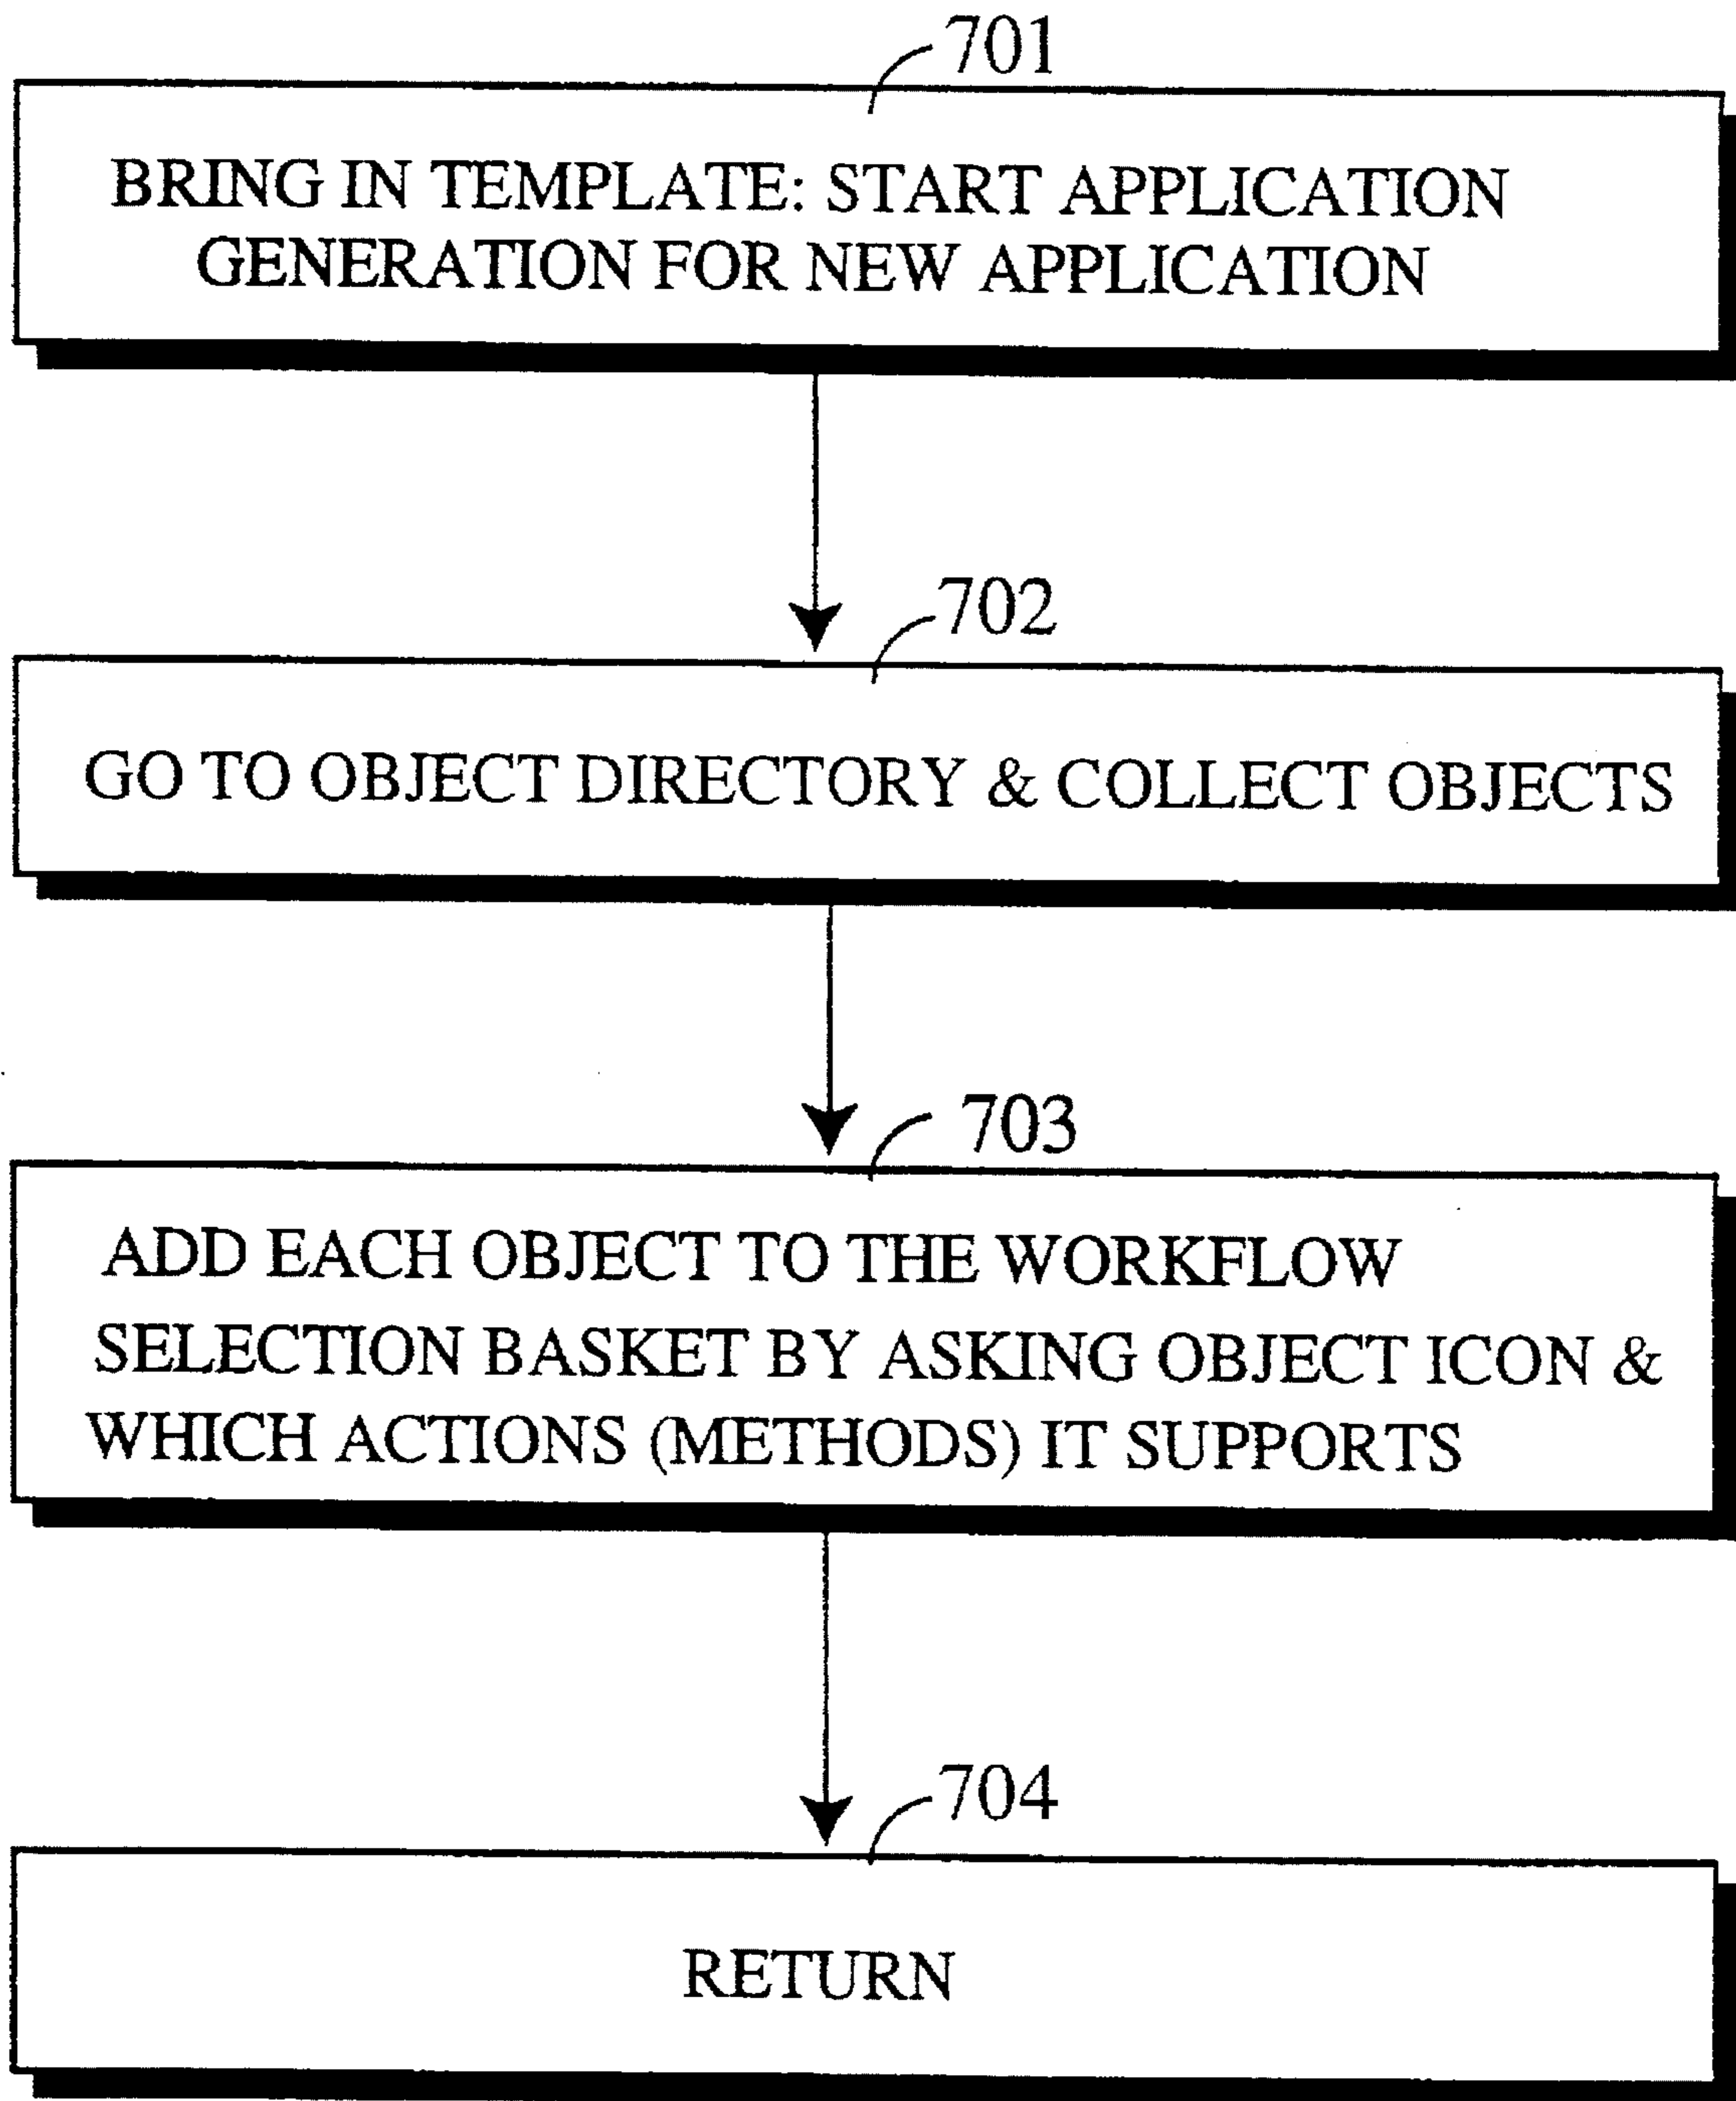 701
BRING IN TEMPLATE: START APPLICATION
GENERATION FOR NEW APPLICATION
702
GO TO OBJECT DIRECTORY & COLLECT OBJECTS
703
ADD EACH OBJECT TO THE WORKFLOW
SELECTION BASKET BY ASKING OBJECT ICON &
WHICH ACTIONS (METHODS) IT SUPPORTS
704
RETURN